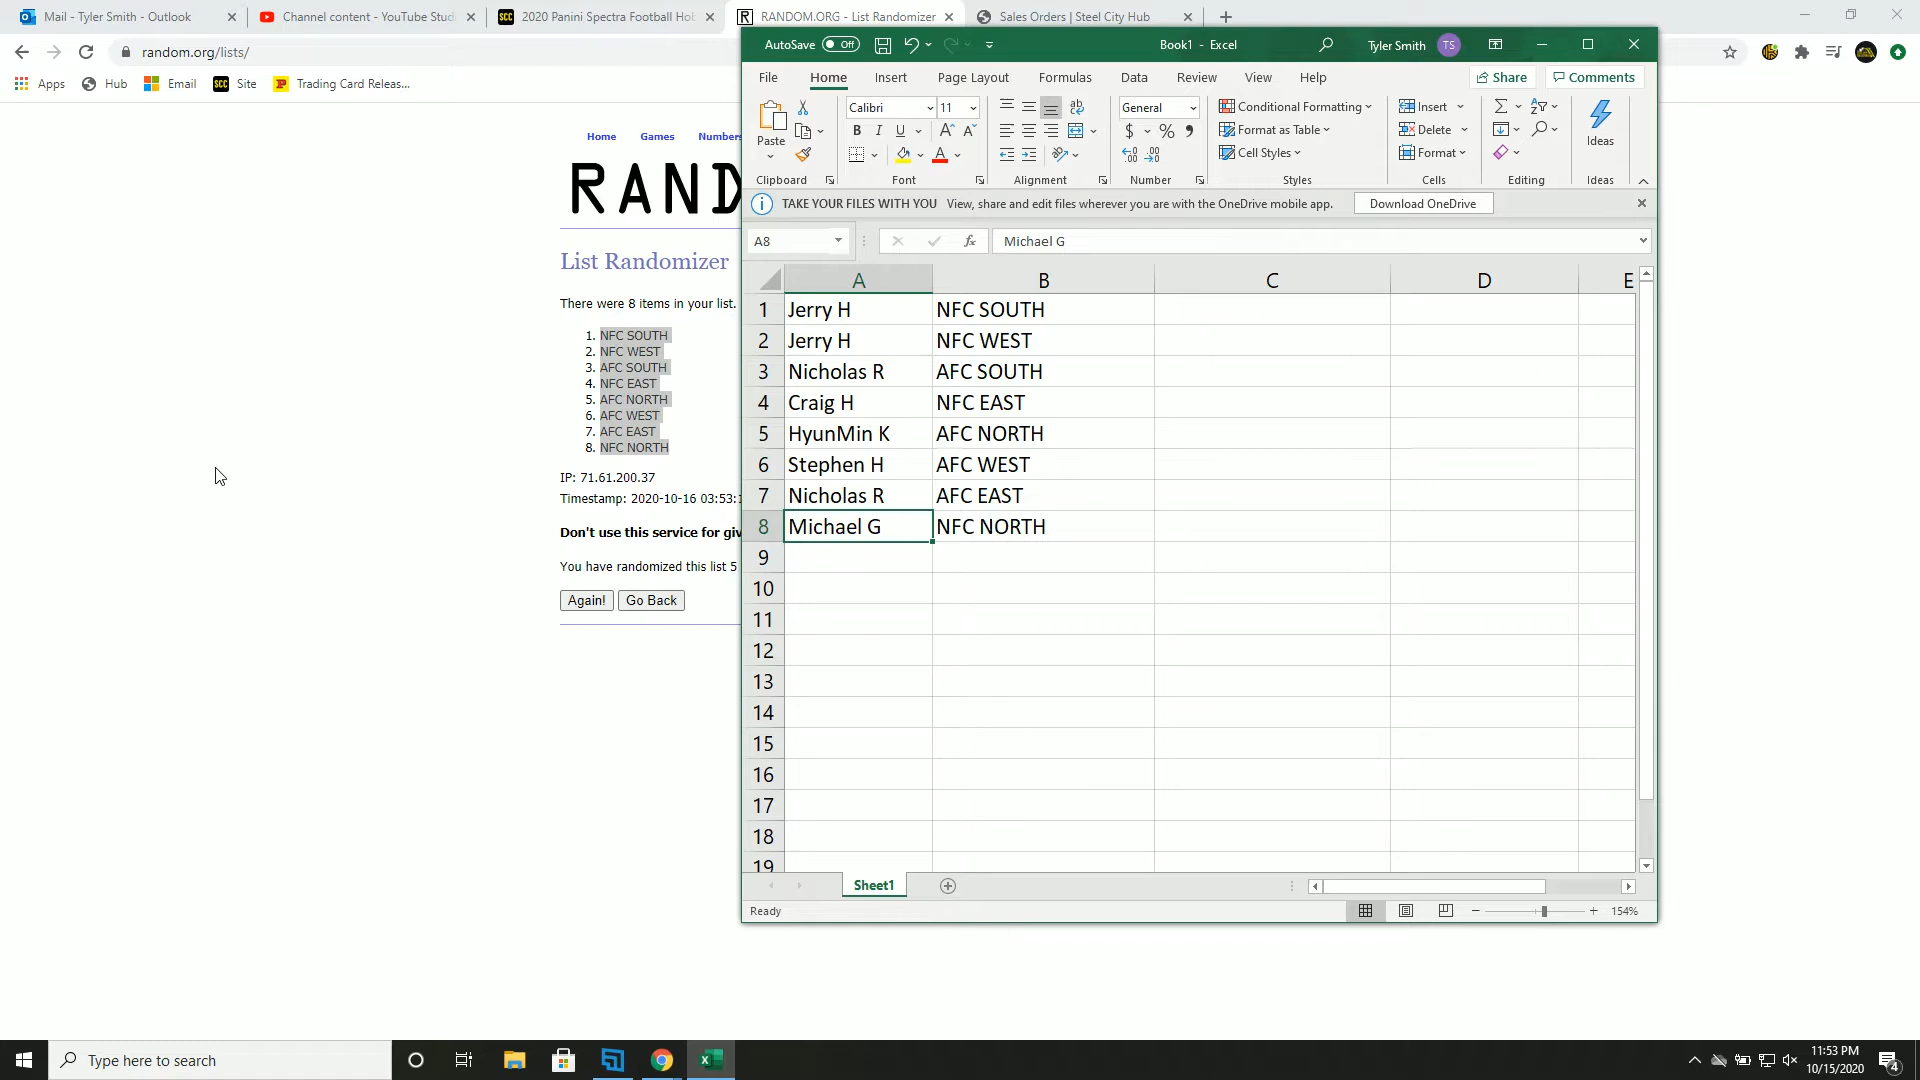 Mail - Tyler Smith - Outlook
Channel content - YouTube Stud
2020 Panini Spectra Football Hob
RANDOM.ORG - List Randomizer
Sales Orders | Steel City Hub
random.org/lists/
Apps
Hub
Email
SCC
Site
Trading Card Releas...
Home
Games
Numbers
RAND
List Randomizer
There were 8 items in your list.
1. NFC SOUTH
2. NFC WEST
3. AFC SOUTH
4. NFC EAST
5. AFC NORTH
6. AFC WEST
7. AFC EAST
8. NFC NORTH
IP: 71.61.200.37
Timestamp: 2020-10-16 03:53:1
Don't use this service for giv
You have randomized this list 5
Again!
Go Back
AutoSave Off
Book1 - Excel
Tyler Smith TS
File Home Insert Page Layout Formulas Data Review View Help
Share
Comments
Paste
Calibri
11
General
Conditional Formatting
Format as Table
Cell Styles
Insert
Delete
Format
Ideas
Clipboard Font Alignment Number Styles Cells Editing Ideas
TAKE YOUR FILES WITH YOU View, share and edit files wherever you are with the OneDrive mobile app.
Download OneDrive
A8
fx
Michael G
A B C D E
1 Jerry H NFC SOUTH
2 Jerry H NFC WEST
3 Nicholas R AFC SOUTH
4 Craig H NFC EAST
5 HyunMin K AFC NORTH
6 Stephen H AFC WEST
7 Nicholas R AFC EAST
8 Michael G NFC NORTH
9
10
11
12
13
14
15
16
17
18
19
Sheet1
Ready
154%
Type here to search
11:53 PM
10/15/2020
4